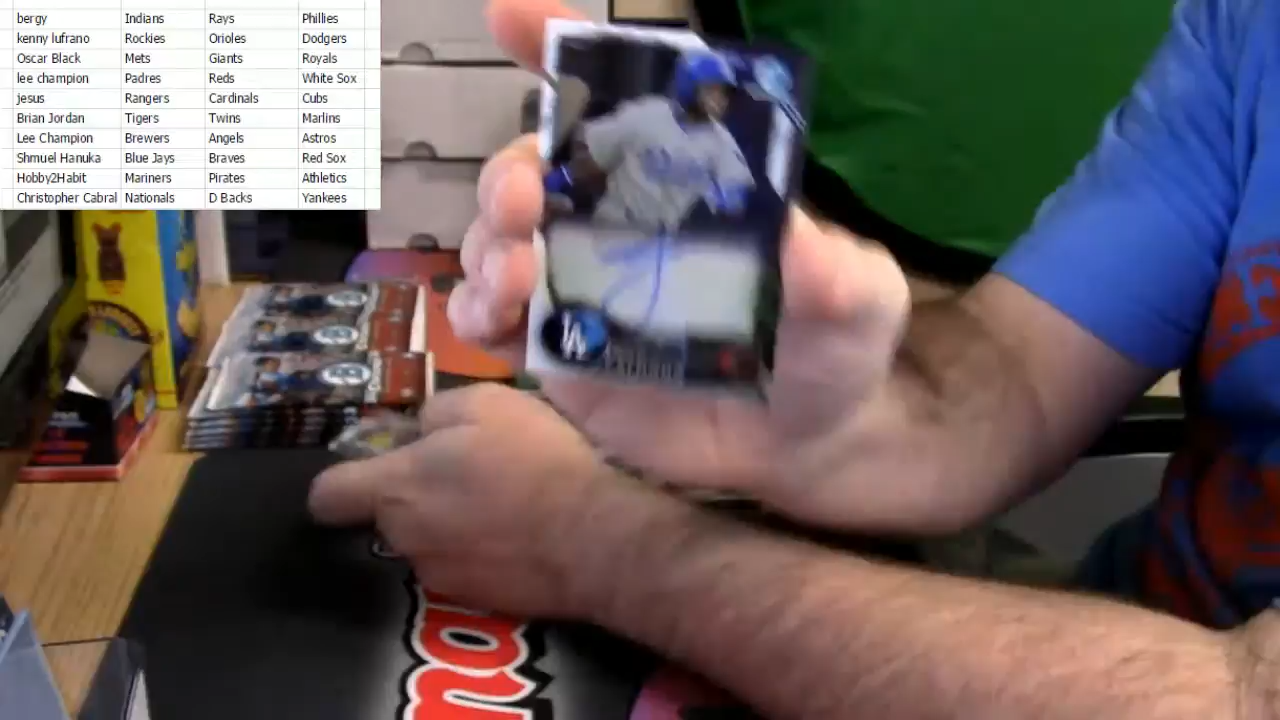 bergy Indians Rays Phillies
kenny lufrano Rockies Orioles Dodgers
Oscar Black Mets Giants Royals
lee champion Padres Reds White Sox
jesus Rangers Cardinals Cubs
Brian Jordan Tigers Twins Marlins
Lee Champion Brewers Angels Astros
Shmuel Hanuka Blue Jays Braves Red Sox
Hobby2Habit Mariners Pirates Athletics
Christopher Cabral Nationals D Backs Yankees
LA